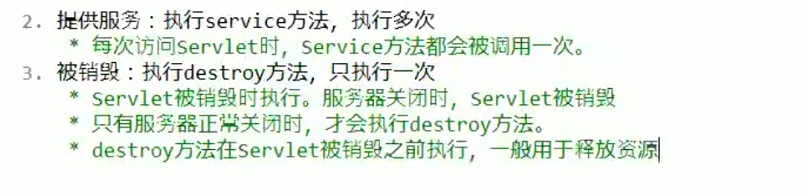 2. 提供服务：执行service方法，执行多次
* 每次访问Servlet时，Service方法都会被调用一次。
3. 被销毁：执行destroy方法，只执行一次
* Servlet被销毁时执行。服务器关闭时，Servlet被销毁
* 只有服务器正常关闭时，才会执行destroy方法。
* destroy方法在Servlet被销毁之前执行，一般用于释放资源